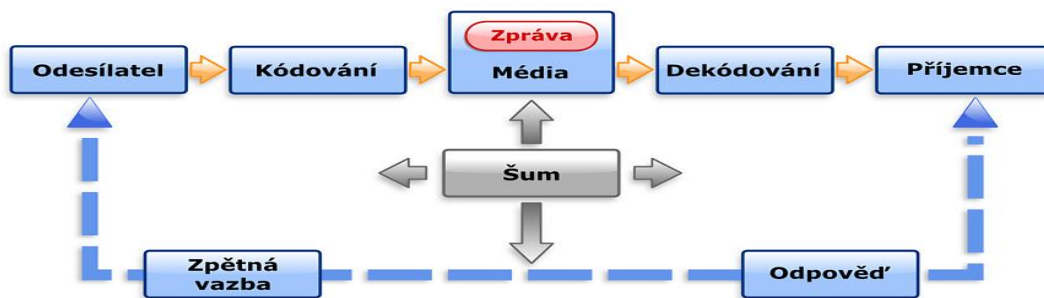 Zpráva
Odesílatel
Kódování
Média
Dekódování
Příjemce
Šum
Zpětná
vazba
Odpověď